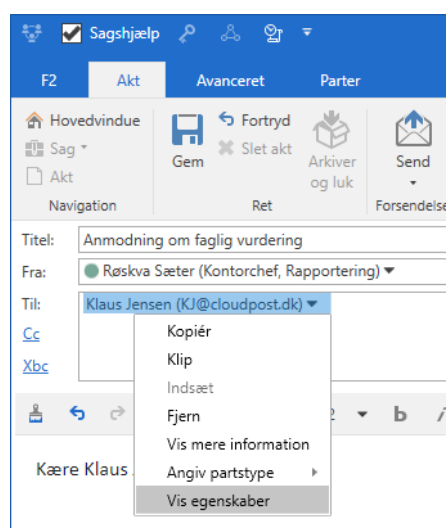 Sagshjælp
F2 Akt Avanceret Parter
Hovedvindue
Sag
Akt
Navigation
Gem
Fortryd
Slet akt
Ret
Arkiver
og luk
Send
Forsendelse
Titel: Anmodning om faglig vurdering
Fra: Røskva Sæter (Kontorchef, Rapportering)
Til: Klaus Jensen (KJ@cloudpost.dk)
Cc
Xbc
Kopiér
Klip
Indsæt
Fjern
Vis mere information
Angiv partstype
Vis egenskaber
b
Kære Klaus